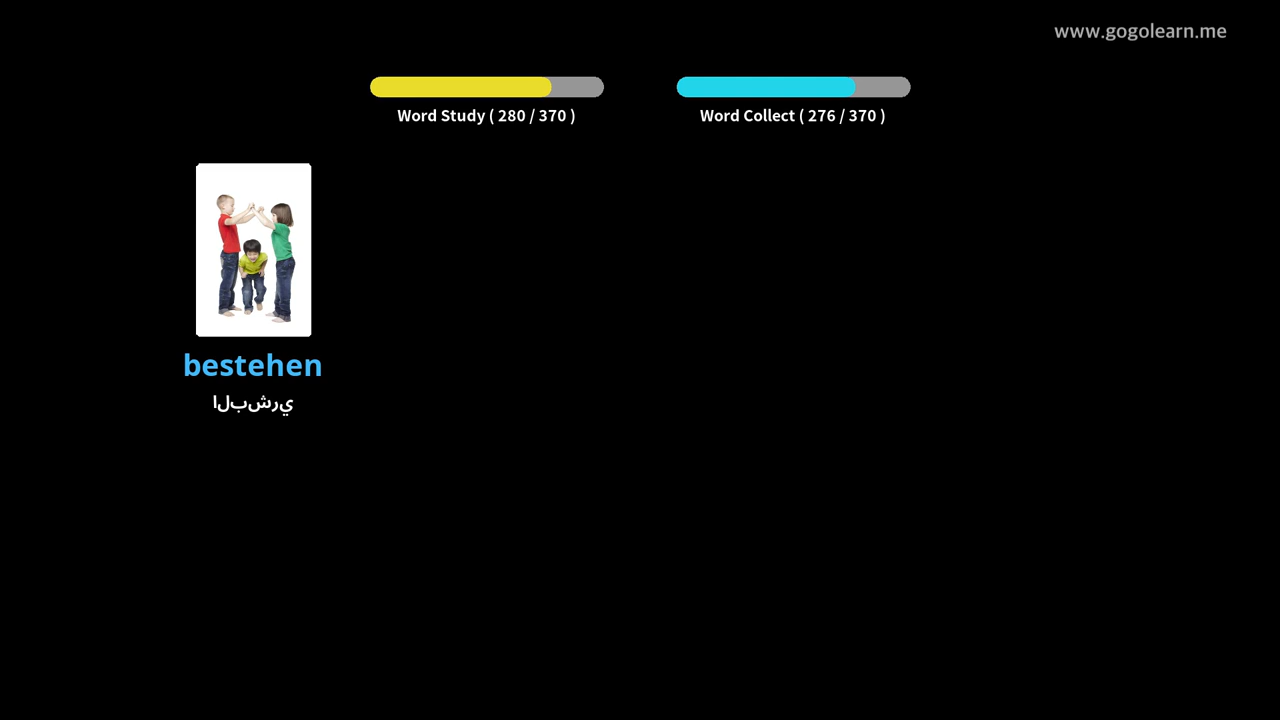 www.gogolearn.me
Word Study ( 280 / 370 )
Word Collect ( 276 / 370 )
bestehen
البشري